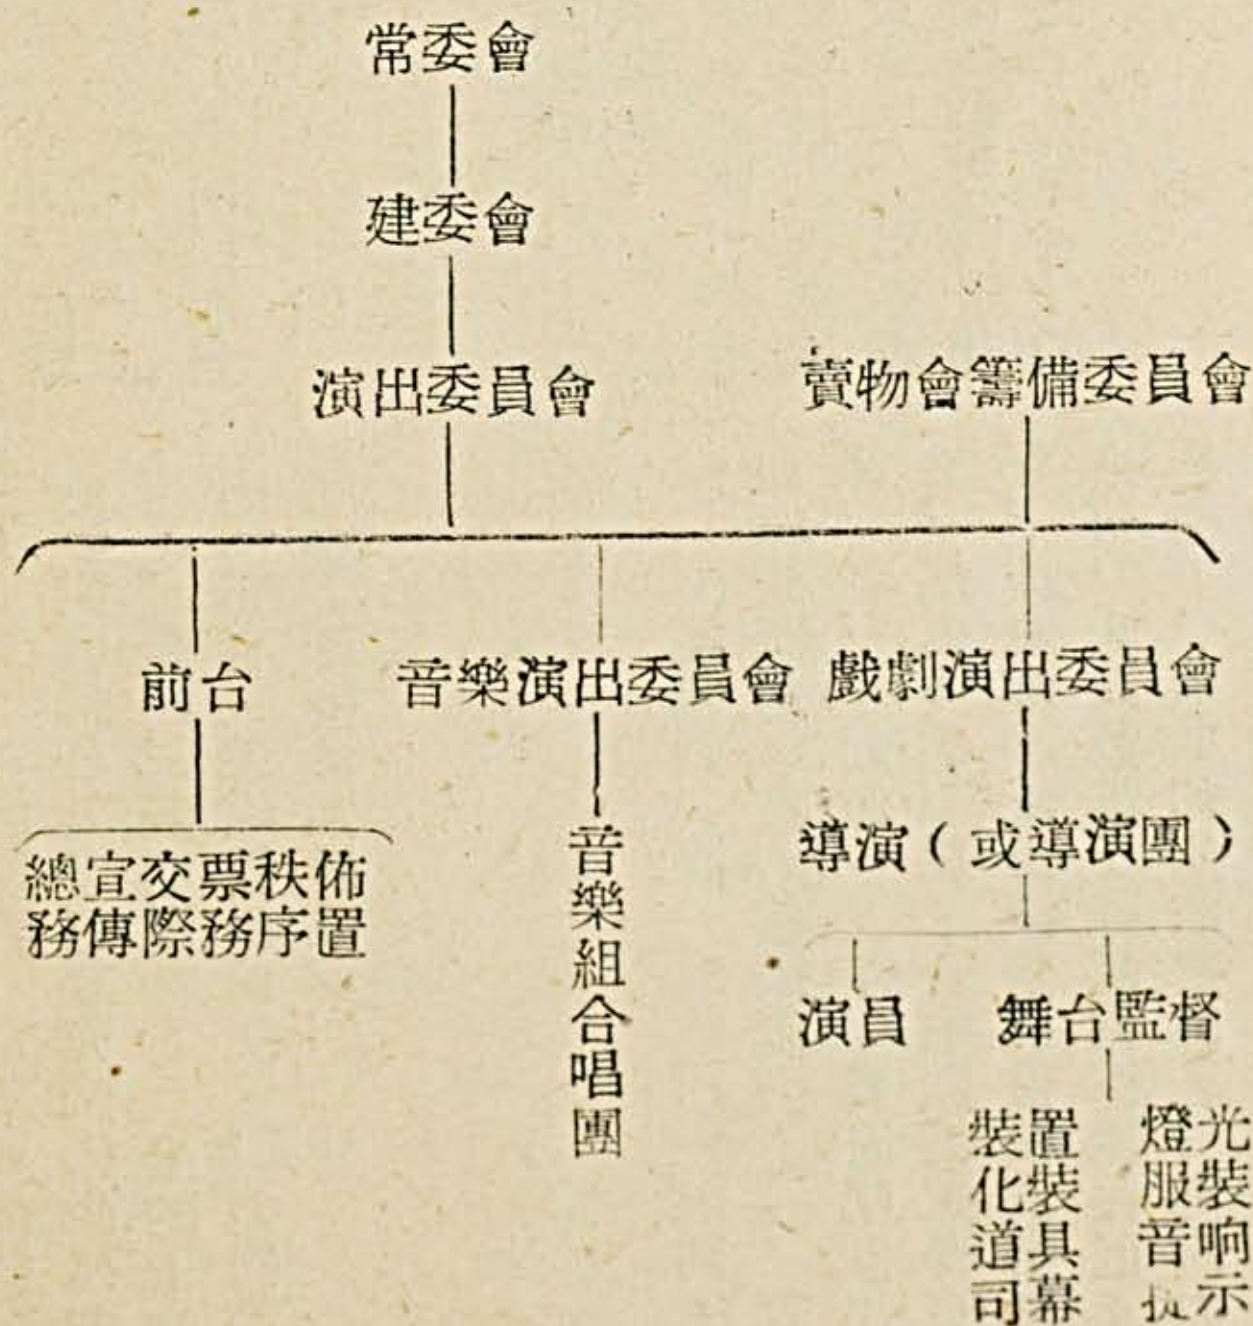 常委會
建委會
演出委員會
賣物會籌備委員會
前台
音樂演出委員會
戲劇演出委員會
總務
宣傳
交際
票務
秩序
佈置
音樂組合唱團
導演（或導演團）
演員
舞台監督
裝置
燈光
化裝
服裝
道具
音响
司幕
提示